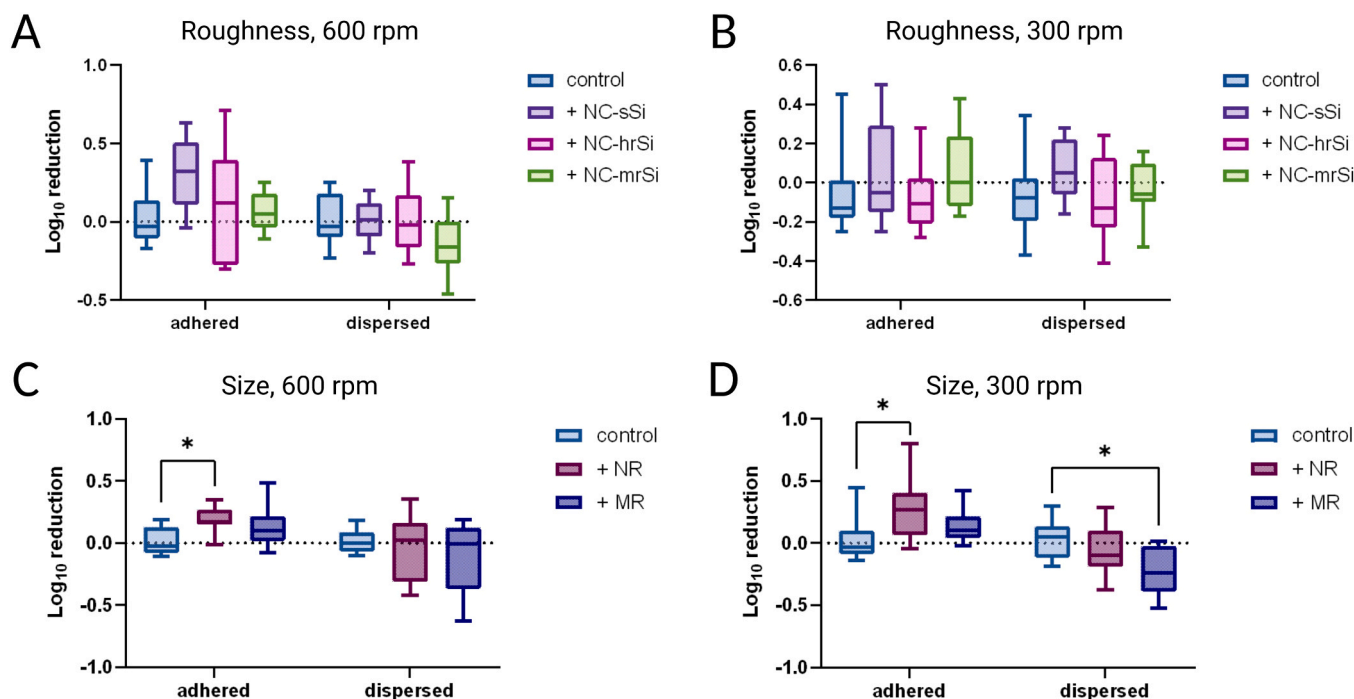 A
Roughness, 600 rpm
Log10 reduction
1.0
0.5
0.0
-0.5
adhered
dispersed
control
+ NC-sSi
+ NC-hrSi
+ NC-mrSi
B
Roughness, 300 rpm
Log10 reduction
0.6
0.4
0.2
0.0
-0.2
-0.4
-0.6
adhered
dispersed
control
+ NC-sSi
+ NC-hrSi
+ NC-mrSi
C
Size, 600 rpm
Log10 reduction
1.0
0.5
0.0
-0.5
-1.0
*
adhered
dispersed
control
+ NR
+ MR
D
Size, 300 rpm
Log10 reduction
1.0
0.5
0.0
-0.5
-1.0
*
*
adhered
dispersed
control
+ NR
+ MR